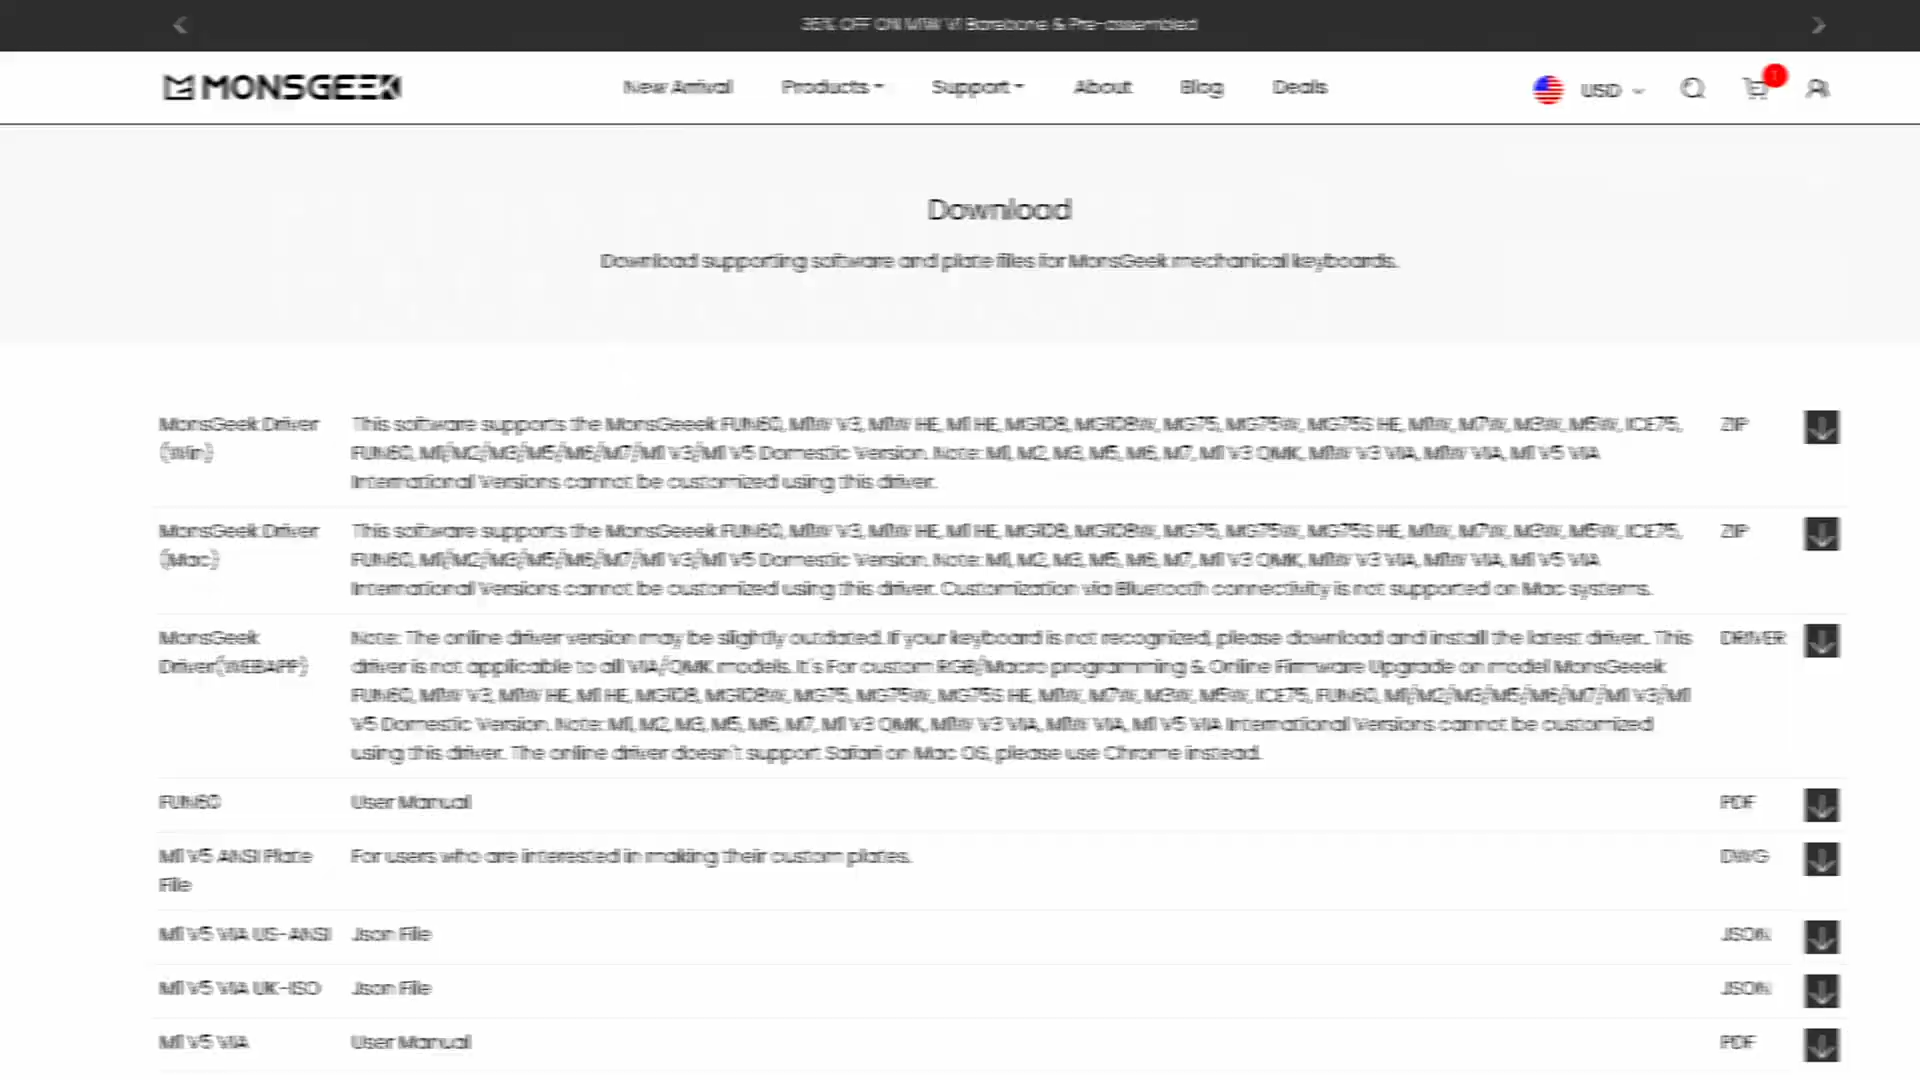 35% OFF ON M1W V1 Barebone & Pre-assembled
MONSGEEK
New Arrival Products Support About Blog Deals USD 1
Download
Download supporting software and plate files for MonsGeek mechanical keyboards.
MonsGeek Driver (Win)
This software supports the MonsGeeek FUN60, M1W V3, M1W HE, M1 HE, MG108, MG108W, MG75, MG75W, MG75S HE, M1W, M7W, M3W, M5W, ICE75,
FUN60, M1/M2/M3/M5/M6/M7/M1 V3/M1 V5 Domestic Version. Note: M1, M2, M3, M5, M6, M7, M1 V3 QMK, M1W V3 VIA, M1W VIA, M1 V5 VIA
International Versions cannot be customized using this driver.
ZIP
MonsGeek Driver (Mac)
This software supports the MonsGeeek FUN60, M1W V3, M1W HE, M1 HE, MG108, MG108W, MG75, MG75W, MG75S HE, M1W, M7W, M3W, M5W, ICE75,
FUN60, M1/M2/M3/M5/M6/M7/M1 V3/M1 V5 Domestic Version. Note: M1, M2, M3, M5, M6, M7, M1 V3 QMK, M1W V3 VIA, M1W VIA, M1 V5 VIA
International Versions cannot be customized using this driver. Customization via Bluetooth connectivity is not supported on Mac systems.
ZIP
MonsGeek
Driver(WEBAPP)
Note: The online driver version may be slightly outdated. If your keyboard is not recognized, please download and install the latest driver. This
driver is not applicable to all VIA/QMK models. It's For custom RGB/Macro programming & Online Firmware Upgrade on model MonsGeeek
FUN60, M1W V3, M1W HE, M1 HE, MG108, MG108W, MG75, MG75W, MG75S HE, M1W, M7W, M3W, M5W, ICE75, FUN60, M1/M2/M3/M5/M6/M7/M1 V3/M1
V5 Domestic Version. Note: M1, M2, M3, M5, M6, M7, M1 V3 QMK, M1W V3 VIA, M1W VIA, M1 V5 VIA International Versions cannot be customized
using this driver. The online driver doesn't support Safari on Mac OS, please use Chrome instead.
DRIVER
FUN60 User Manual PDF
M1 V5 ANSI Plate
File
For users who are interested in making their custom plates.
DWG
M1 V5 VIA US-ANSI Json File JSON
M1 V5 VIA UK-ISO Json File JSON
M1 V5 VIA User Manual PDF